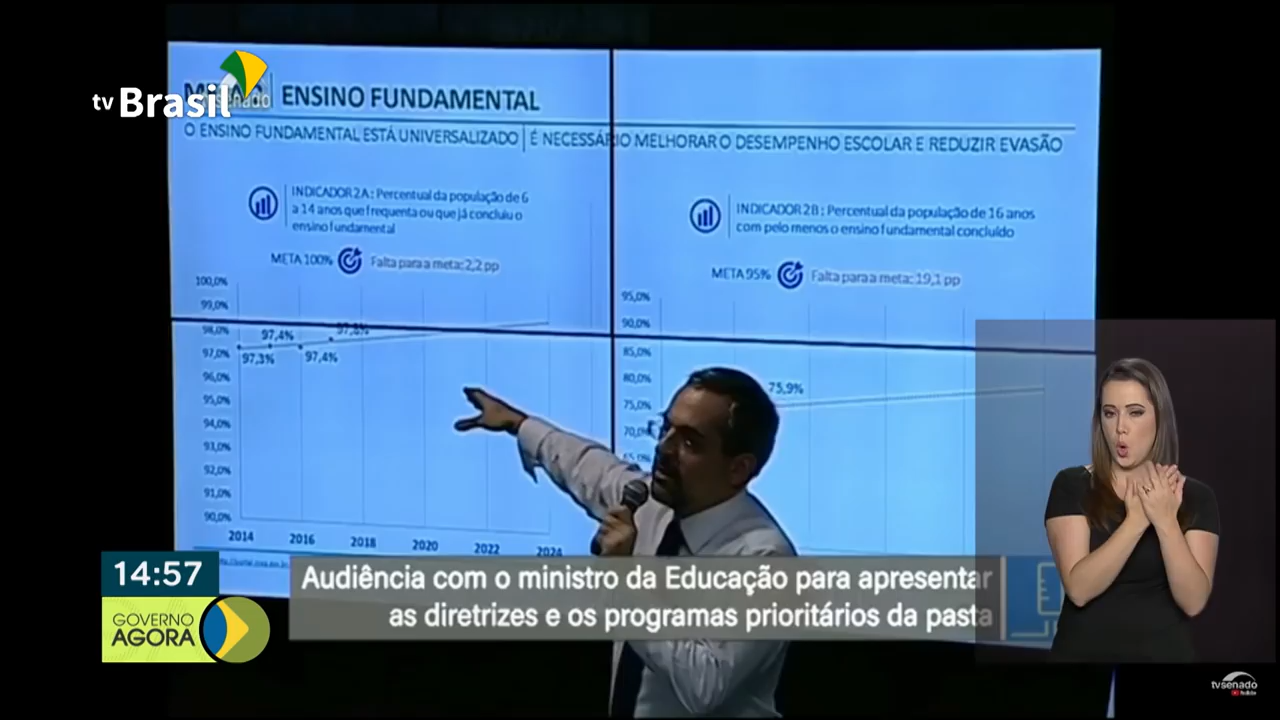 tv Brasil
ENSINO FUNDAMENTAL
O ENSINO FUNDAMENTAL ESTÁ UNIVERSALIZADO | É NECESSÁRIO MELHORAR O DESEMPENHO ESCOLAR E REDUZIR EVASÃO
INDICADOR 2A: Percentual da população de 6
a 14 anos que frequenta ou que já concluiu o
ensino fundamental
META 100%
Falta para a meta: 2,2 pp
100,0%
99,0%
98,0%
97,0%
96,0%
95,0%
94,0%
93,0%
92,0%
91,0%
90,0%
97,3%
97,4%
97,4%
97,8%
2014 2016 2018 2020 2022 2024
INDICADOR 2B: Percentual da população de 16 anos
com pelo menos o ensino fundamental concluído
META 95%
Falta para a meta: 19,1 pp
95,0%
90,0%
85,0%
80,0%
75,0%
70,0%
65,0%
75,9%
14:57
GOVERNO
AGORA
Audiência com o ministro da Educação para apresentar
as diretrizes e os programas prioritários da pasta
tvsenado